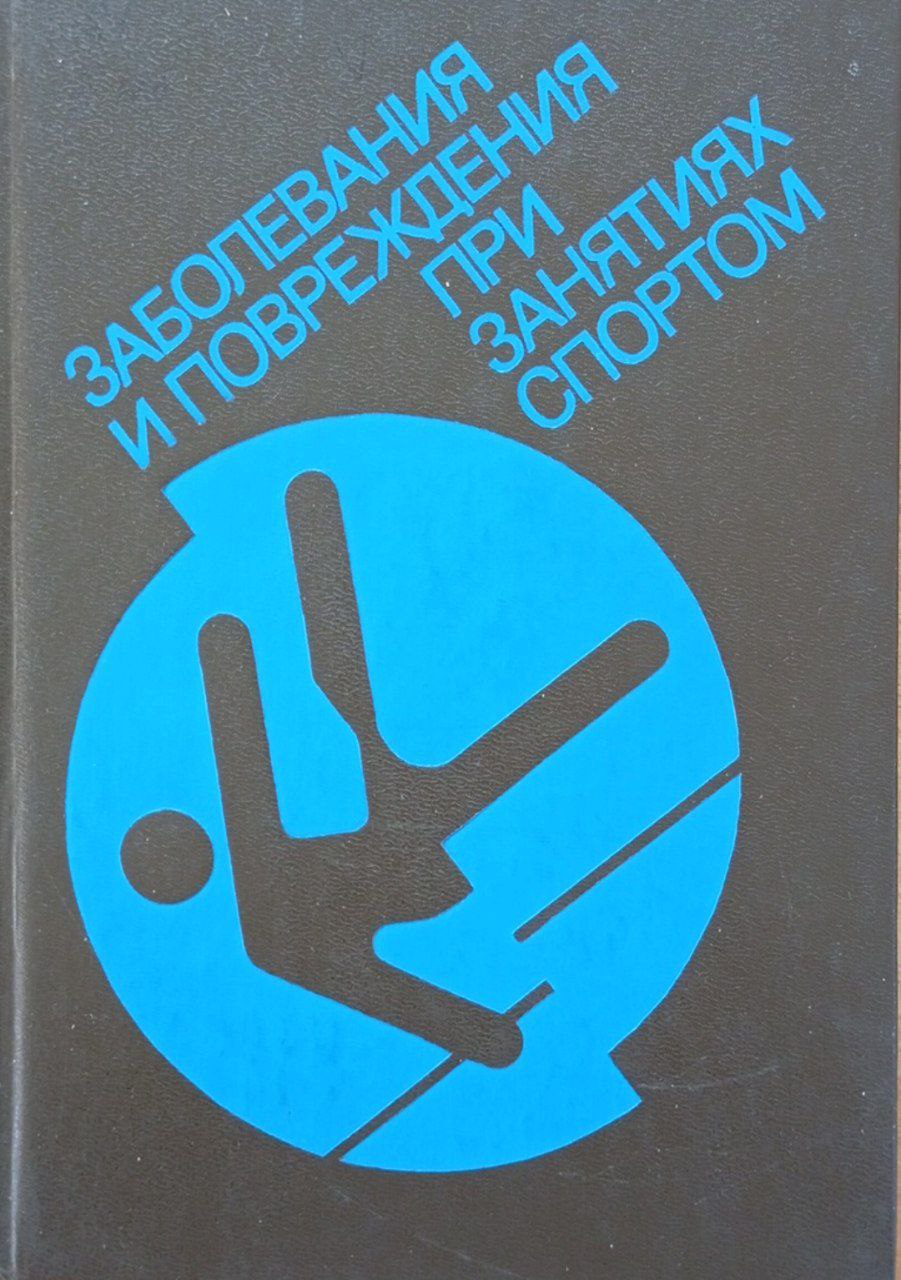 ЗАБОЛЕВАНИЯ
И ПОВРЕЖДЕНИЯ
ПРИ
ЗАНЯТИЯХ
СПОРТОМ